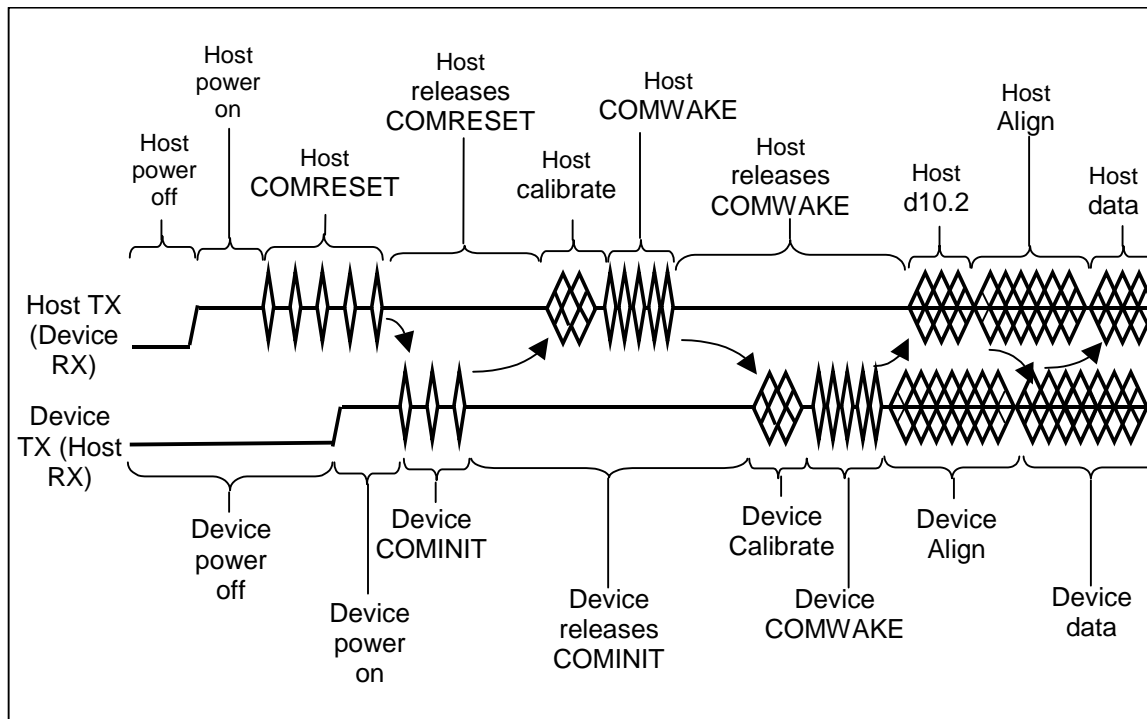 Host
power
off
Host
power
on
Host
COMRESET
Host
releases
COMRESET
Host
calibrate
Host
COMWAKE
Host
releases
COMWAKE
Host
d10.2
Host
Align
Host
data
Host TX
(Device
RX)
Device
TX (Host
RX)
Device
power
off
Device
power
on
Device
COMINIT
Device
releases
COMINIT
Device
Calibrate
Device
COMWAKE
Device
Align
Device
data